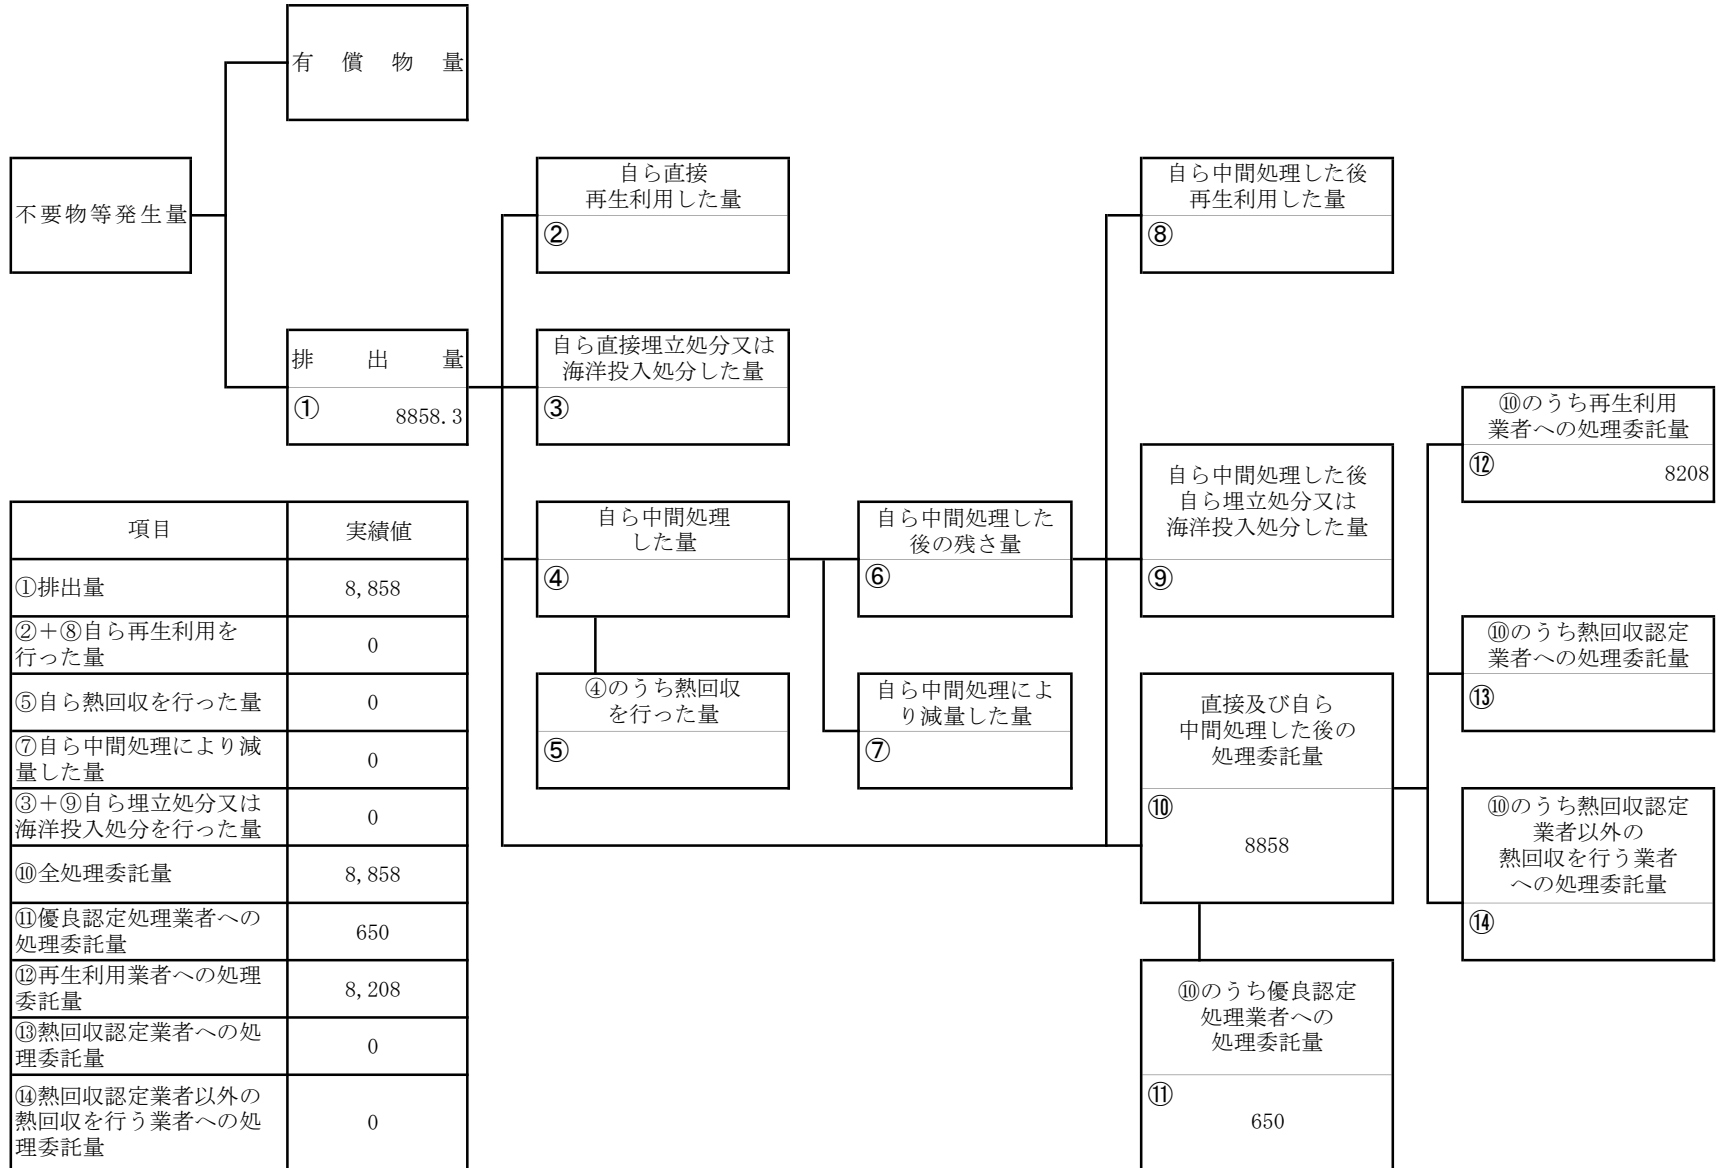 有償物量
不要物等発生量
自ら直接
再生利用した量
②
自ら中間処理した後
再生利用した量
⑧
排出量
① 8858.3
自ら直接埋立処分又は
海洋投入処分した量
③
⑩のうち再生利用
業者への処理委託量
⑫ 8208
自ら中間処理した後
自ら埋立処分又は
海洋投入処分した量
⑨
自ら中間処理
した量
④
自ら中間処理した
後の残さ量
⑥
⑩のうち熱回収認定
業者への処理委託量
⑬
④のうち熱回収
を行った量
⑤
自ら中間処理によ
り減量した量
⑦
直接及び自ら
中間処理した後の
処理委託量
⑩
8858
⑩のうち熱回収認定
業者以外の
熱回収を行う業者
への処理委託量
⑭
⑩のうち優良認定
処理業者への
処理委託量
⑪
650
項目 実績値
①排出量 8,858
②＋⑧自ら再生利用を
行った量 0
⑤自ら熱回収を行った量 0
⑦自ら中間処理により減
量した量 0
③＋⑨自ら埋立処分又は
海洋投入処分を行った量 0
⑩全処理委託量 8,858
⑪優良認定処理業者への
処理委託量 650
⑫再生利用業者への処理
委託量 8,208
⑬熱回収認定業者への処
理委託量 0
⑭熱回収認定業者以外の
熱回収を行う業者への処
理委託量 0